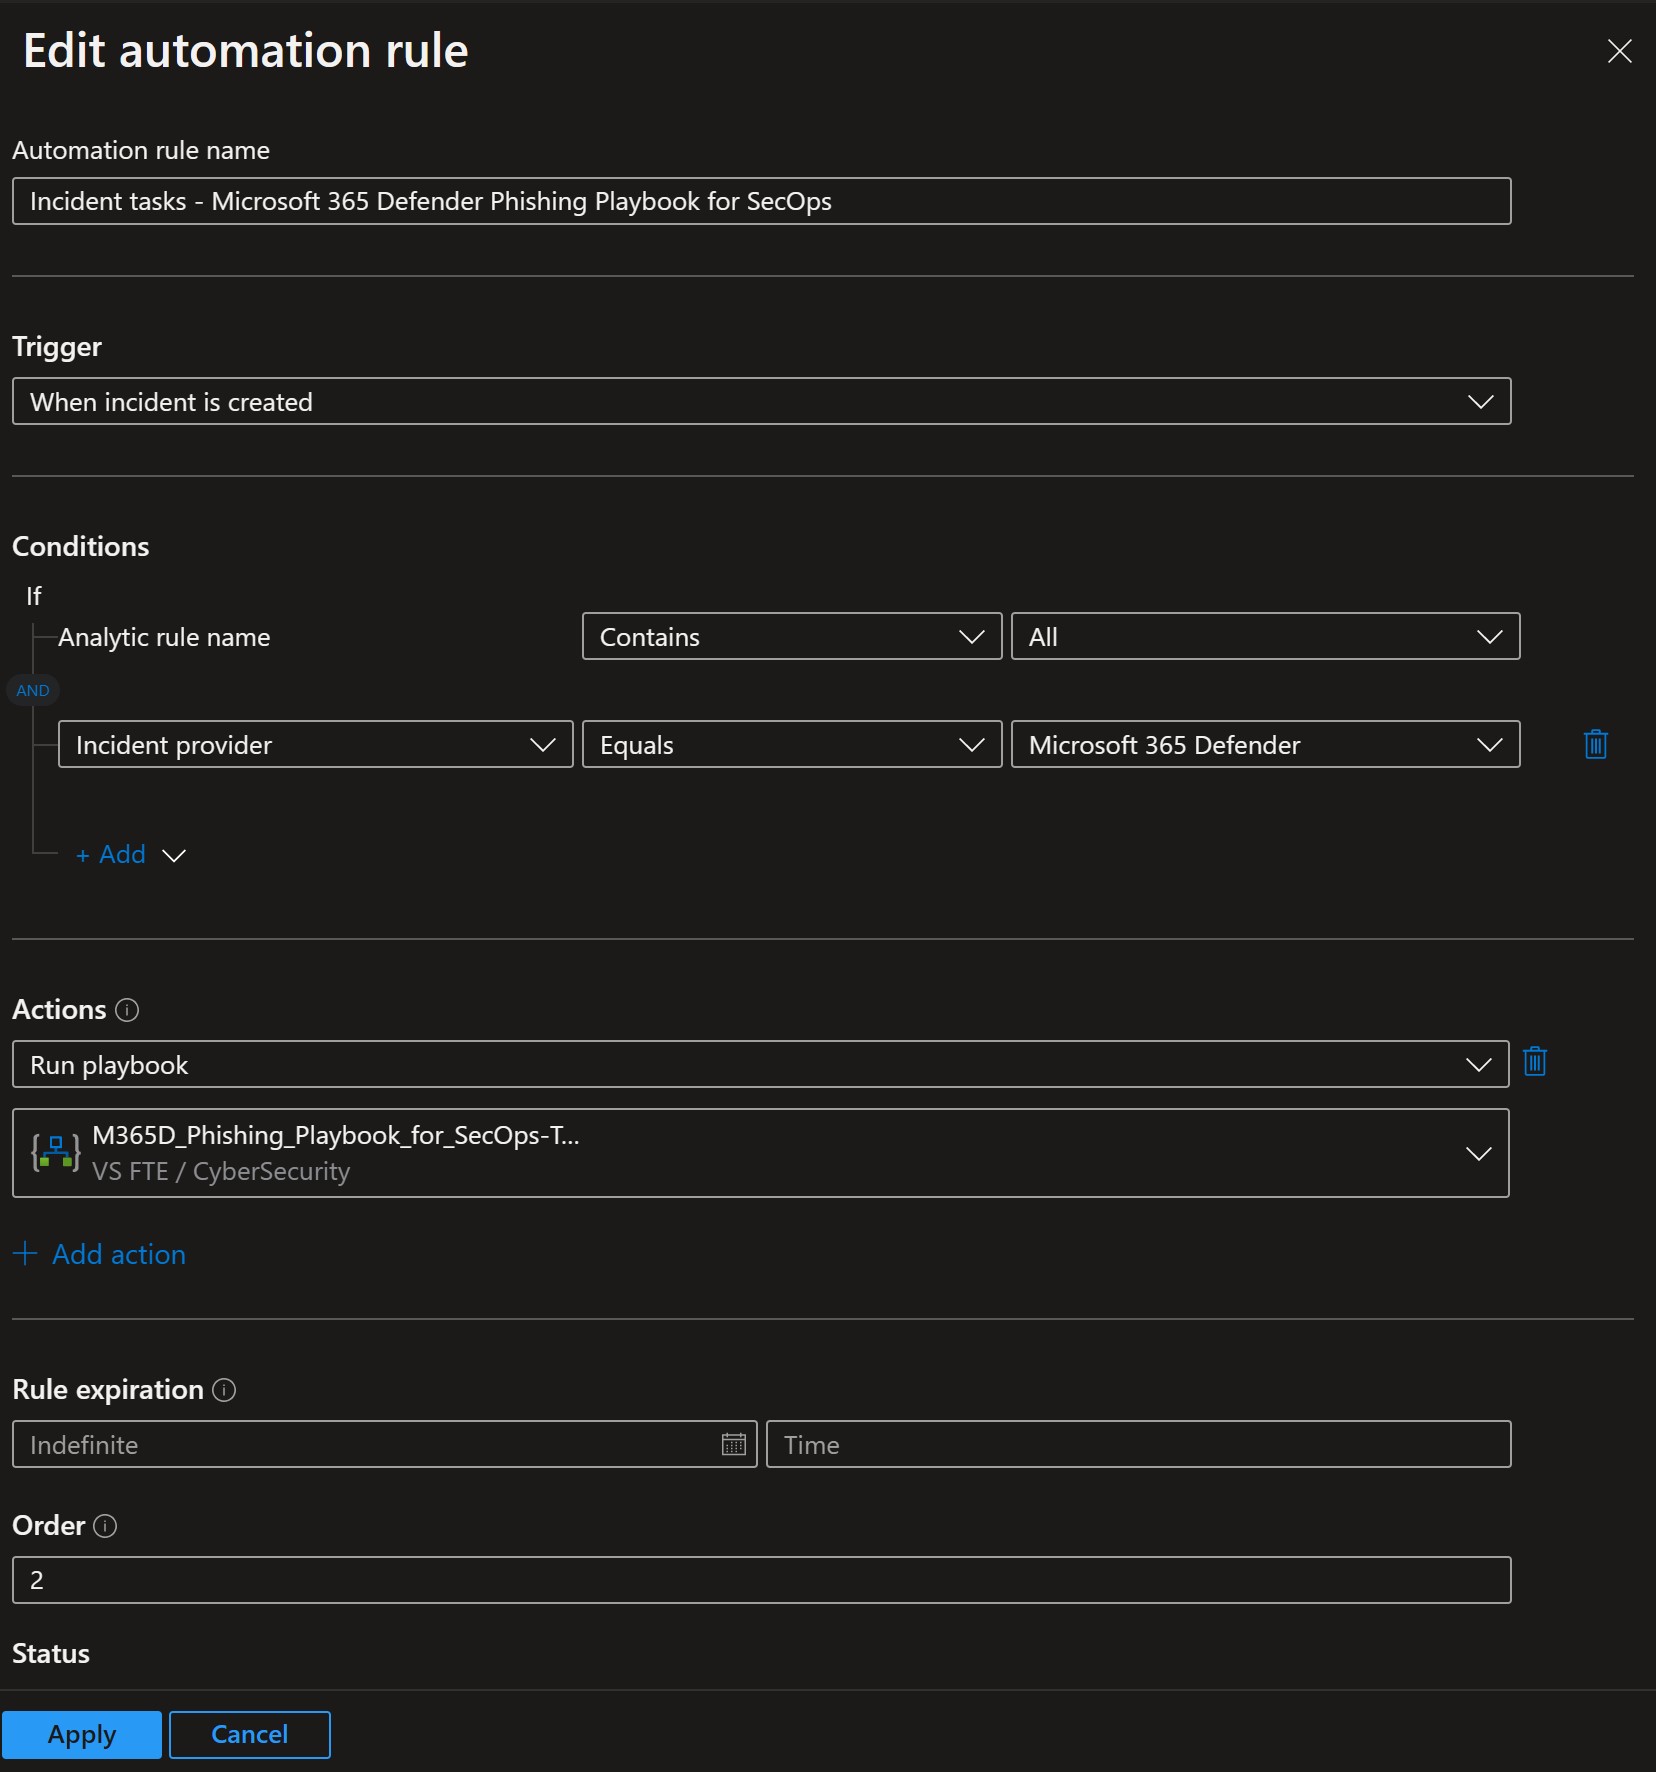 Edit automation rule
Automation rule name
Incident tasks - Microsoft 365 Defender Phishing Playbook for SecOps
Trigger
When incident is created
Conditions
If
Analytic rule name Contains All
AND
Incident provider Equals Microsoft 365 Defender
+ Add
Actions
Run playbook
M365D_Phishing_Playbook_for_SecOps-T...
VS FTE / CyberSecurity
+ Add action
Rule expiration
Indefinite Time
Order
2
Status
Apply Cancel